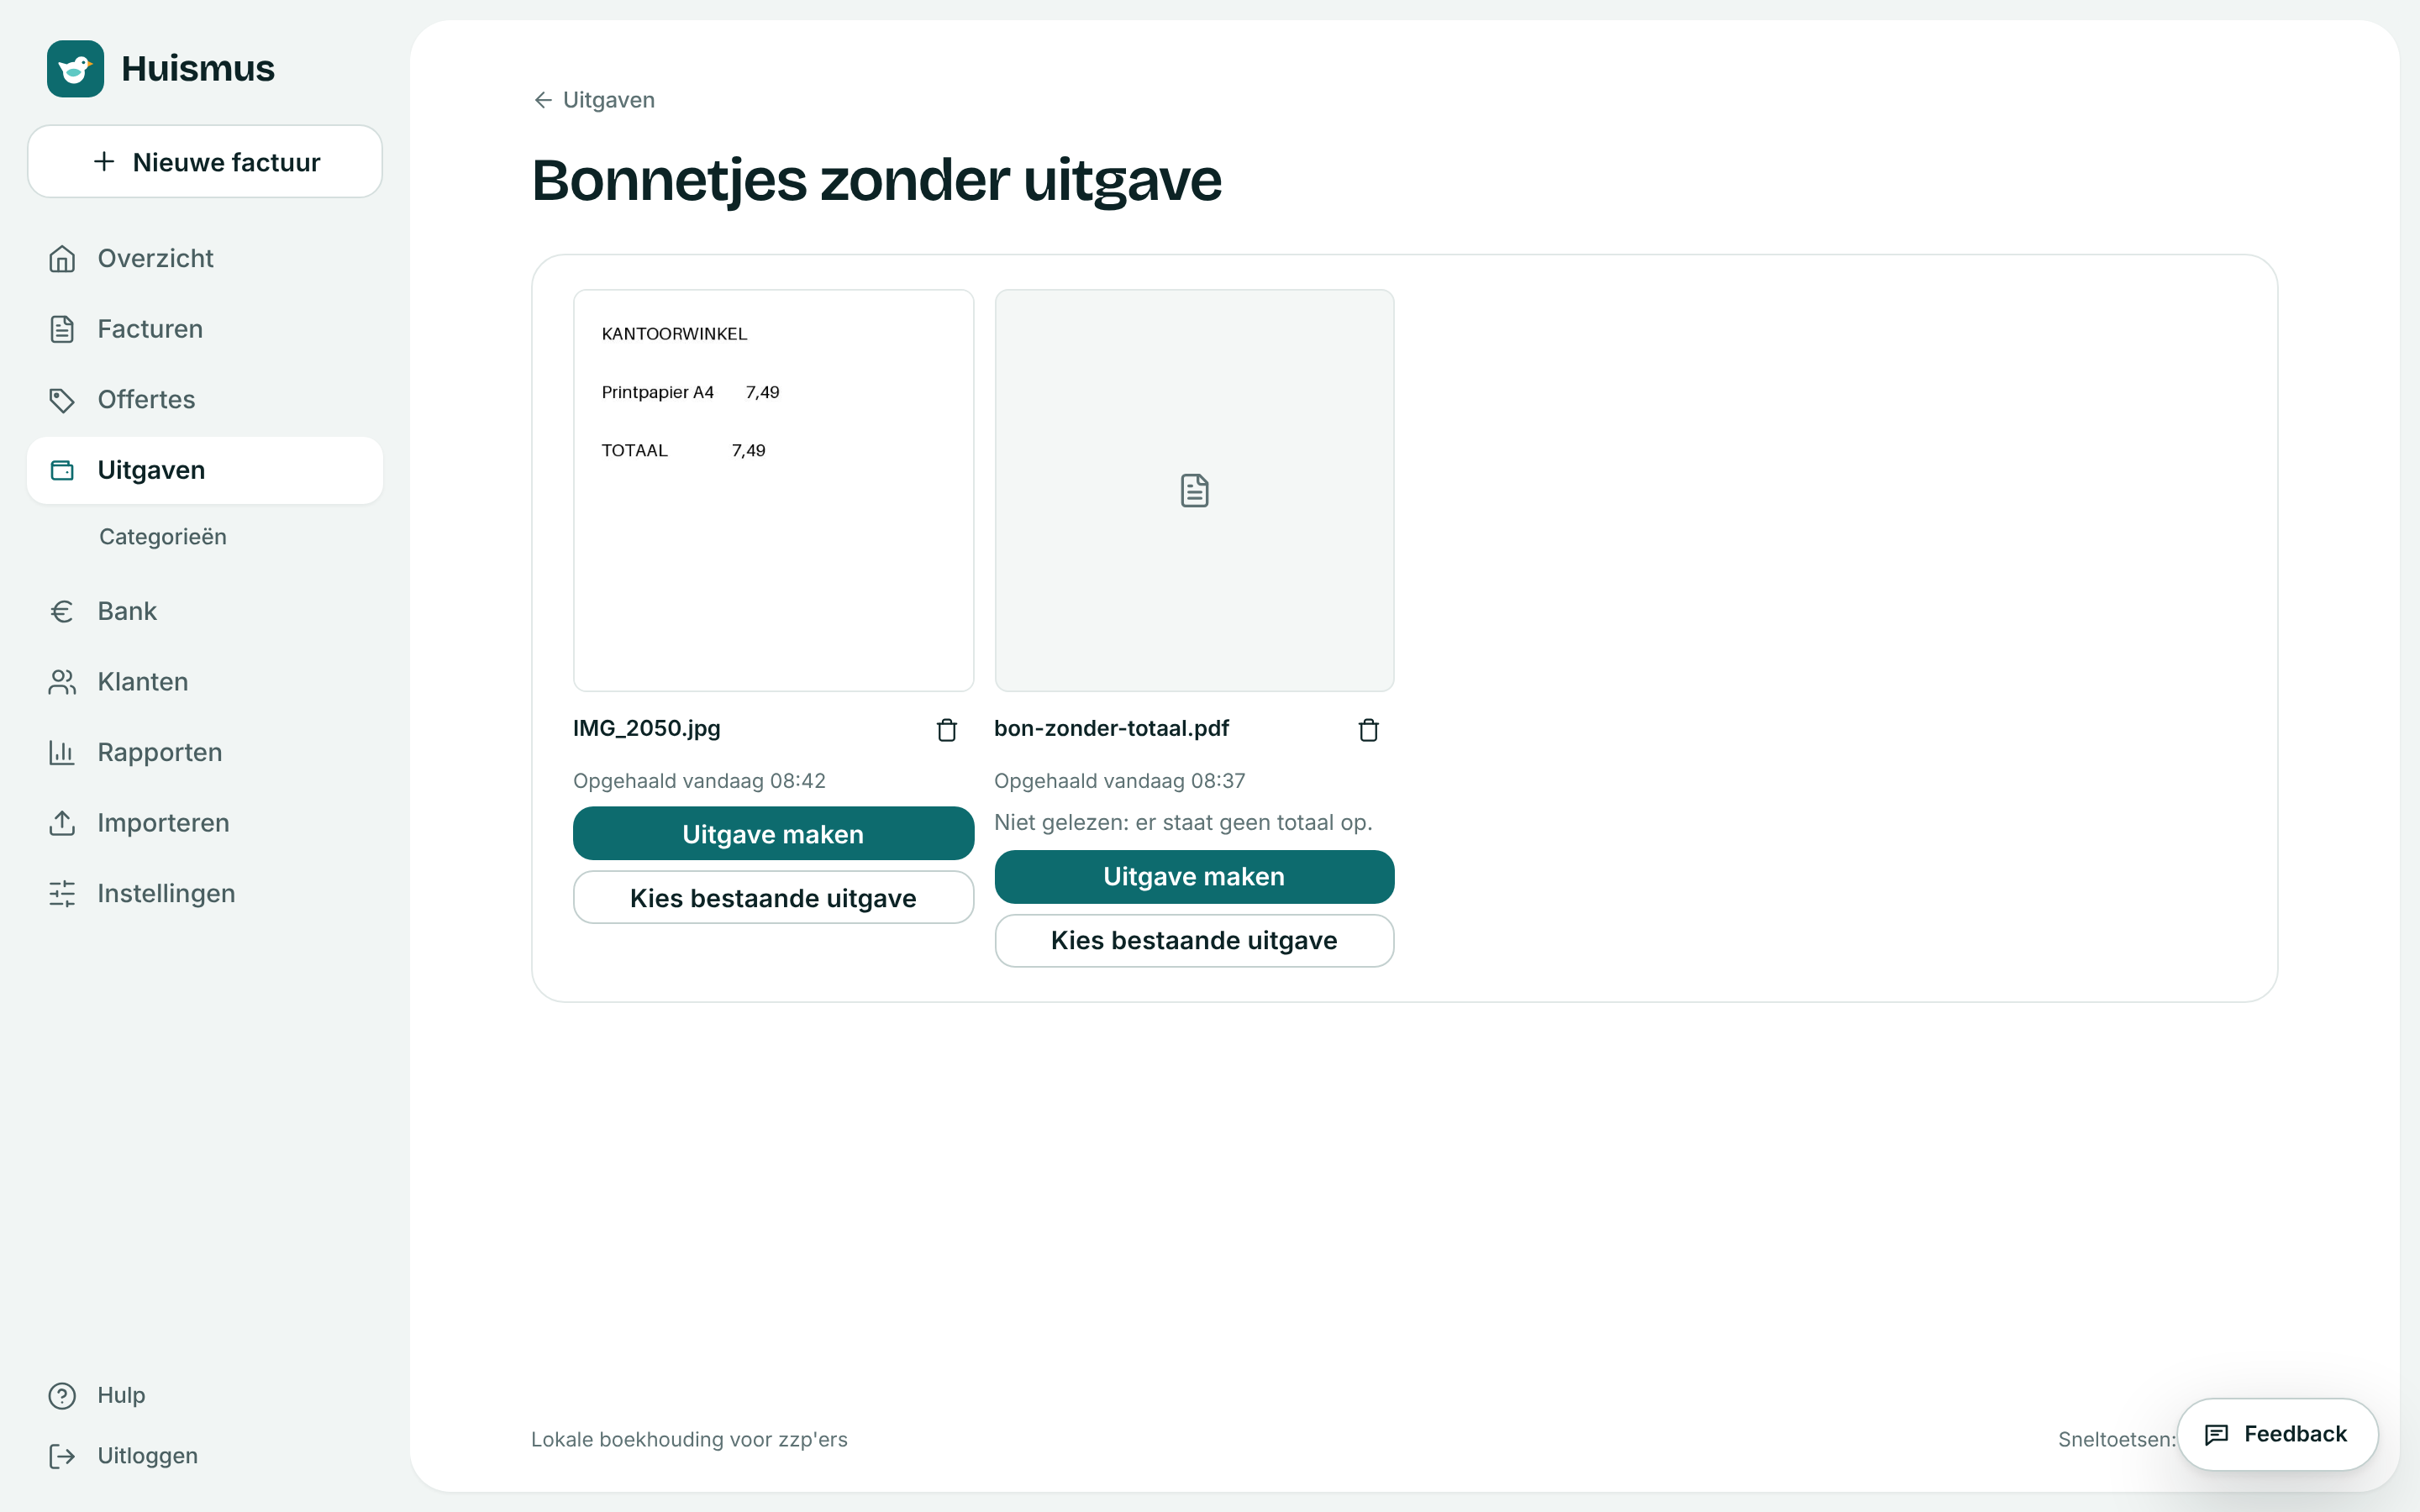 Huismus
Nieuwe factuur
Overzicht
Facturen
Offertes
Uitgaven
Categorieën
Bank
Klanten
Rapporten
Importeren
Instellingen
Hulp
Uitloggen
Uitgaven
Bonnetjes zonder uitgave
KANTOORWINKEL
Printpapier A4 7,49
TOTAAL 7,49
IMG_2050.jpg
Opgehaald vandaag 08:42
Uitgave maken
Kies bestaande uitgave
bon-zonder-totaal.pdf
Opgehaald vandaag 08:37
Niet gelezen: er staat geen totaal op.
Uitgave maken
Kies bestaande uitgave
Lokale boekhouding voor zzp'ers
Sneltoetsen:
Feedback